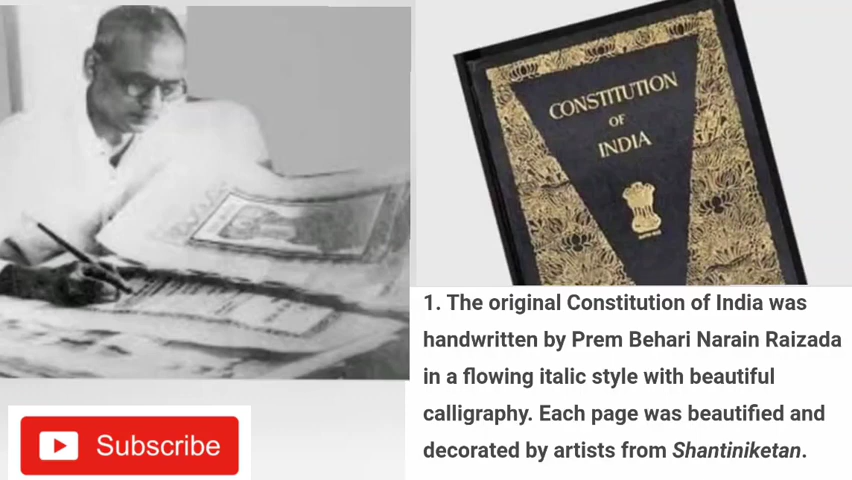 CONSTITUTION
OF
INDIA
1. The original Constitution of India was
handwritten by Prem Behari Narain Raizada
in a flowing italic style with beautiful
calligraphy. Each page was beautified and
decorated by artists from Shantiniketan.
Subscribe